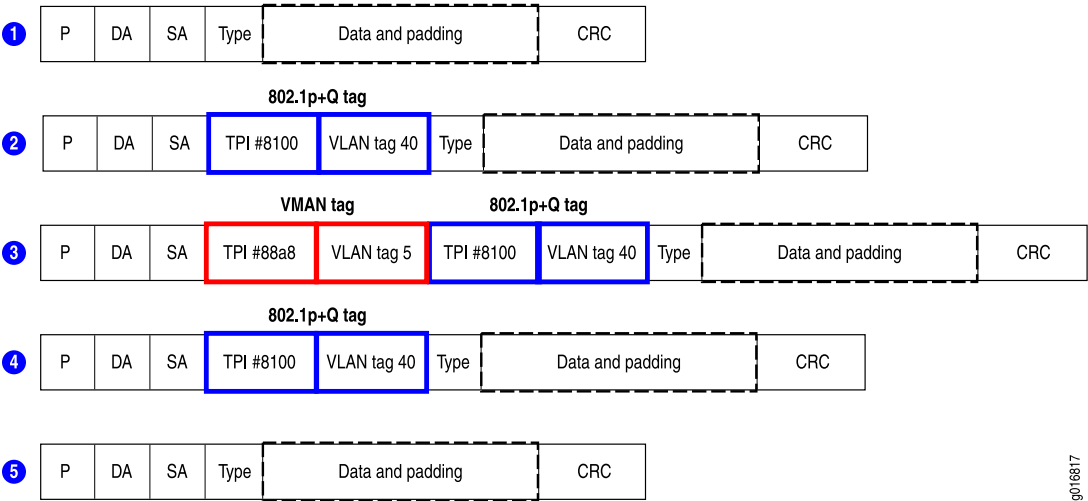 1 P DA SA Type Data and padding CRC
802.1p+Q tag
2 P DA SA TPI #8100 VLAN tag 40 Type Data and padding CRC
VMAN tag 802.1p+Q tag
3 P DA SA TPI #88a8 VLAN tag 5 TPI #8100 VLAN tag 40 Type Data and padding CRC
802.1p+Q tag
4 P DA SA TPI #8100 VLAN tag 40 Type Data and padding CRC
5 P DA SA Type Data and padding CRC
g016817